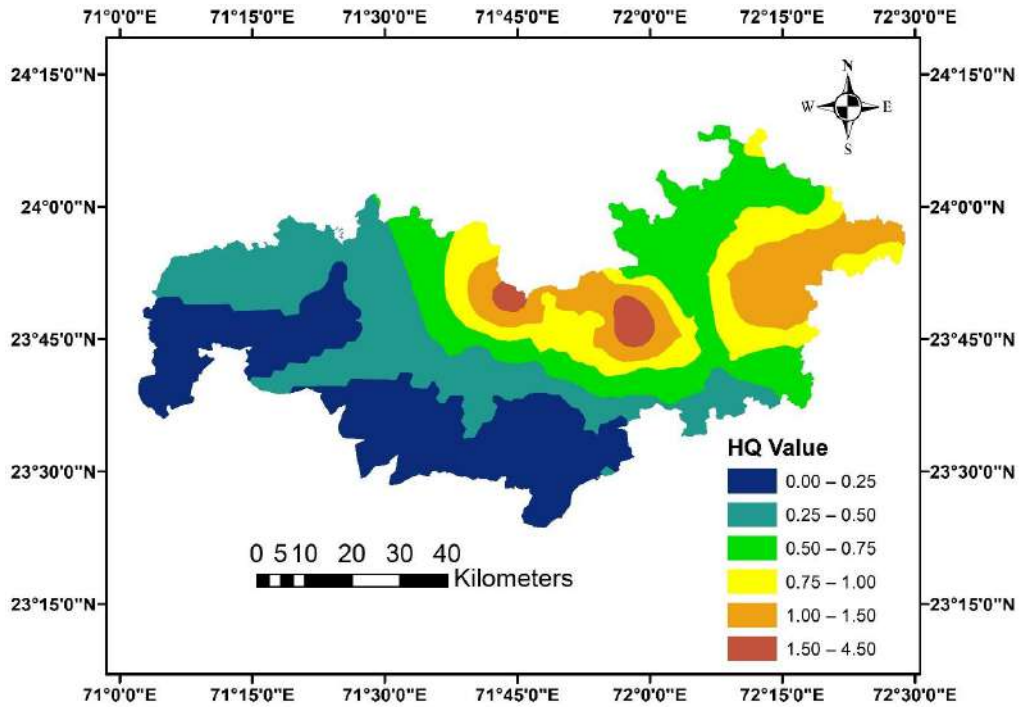 71°0'0"E 71°15'0"E 71°30'0"E 71°45'0"E 72°0'0"E 72°15'0"E 72°30'0"E
24°15'0"N 24°15'0"N
N
W E
S
24°0'0"N 24°0'0"N
23°45'0"N 23°45'0"N
HQ Value
23°30'0"N 23°30'0"N
0.00 – 0.25
0.25 – 0.50
0.50 – 0.75
0 5 10 20 30 40
Kilometers
0.75 – 1.00
23°15'0"N 23°15'0"N
1.00 – 1.50
1.50 – 4.50
71°0'0"E 71°15'0"E 71°30'0"E 71°45'0"E 72°0'0"E 72°15'0"E 72°30'0"E